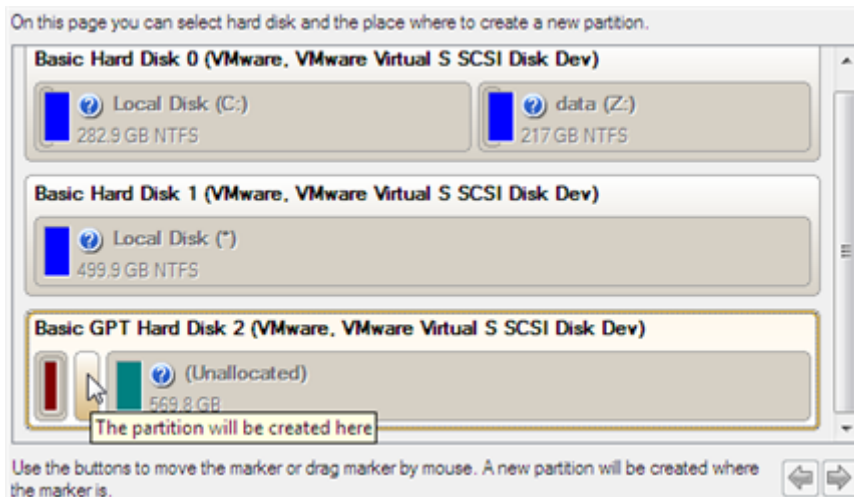 On this page you can select hard disk and the place where to create a new partition.
Basic Hard Disk 0 (VMware, VMware Virtual S SCSI Disk Dev)
Local Disk (C:)
282.9 GB NTFS
data (Z:)
217 GB NTFS
Basic Hard Disk 1 (VMware, VMware Virtual S SCSI Disk Dev)
Local Disk (*)
499.9 GB NTFS
Basic GPT Hard Disk 2 (VMware, VMware Virtual S SCSI Disk Dev)
(Unallocated)
569.8 GB
The partition will be created here
Use the buttons to move the marker or drag marker by mouse. A new partition will be created where
the marker is.